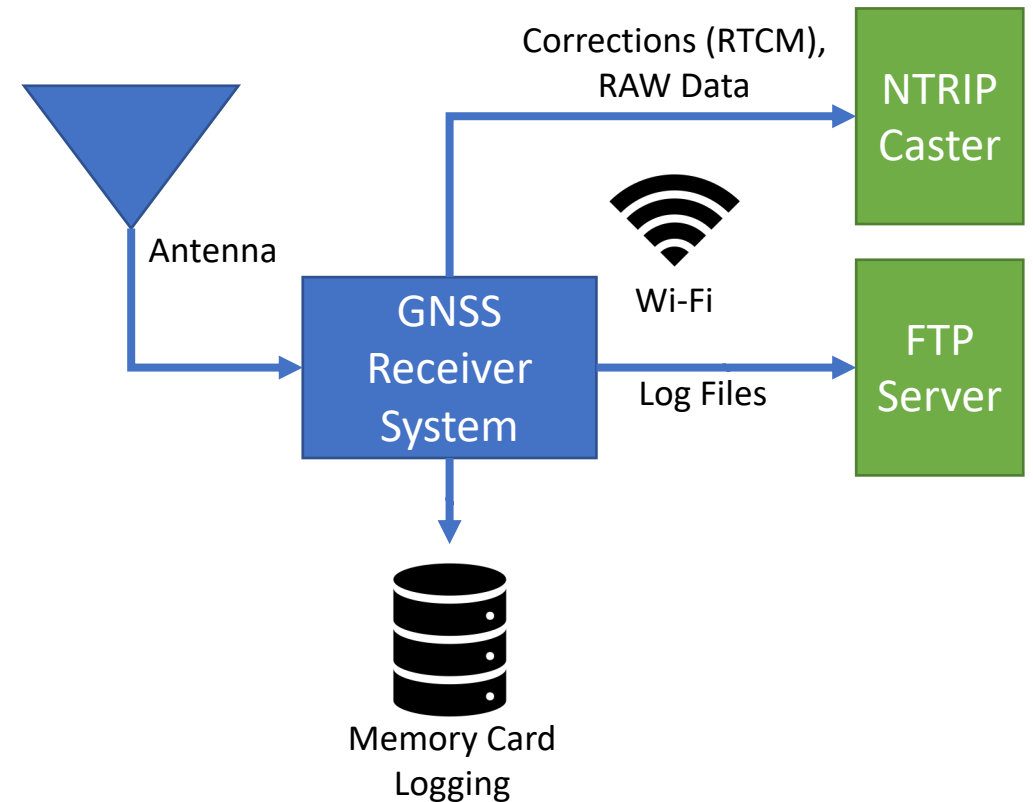 Corrections (RTCM),
RAW Data
NTRIP
Caster
Antenna
Wi-Fi
GNSS
Receiver
System
Log Files
FTP
Server
Memory Card
Logging